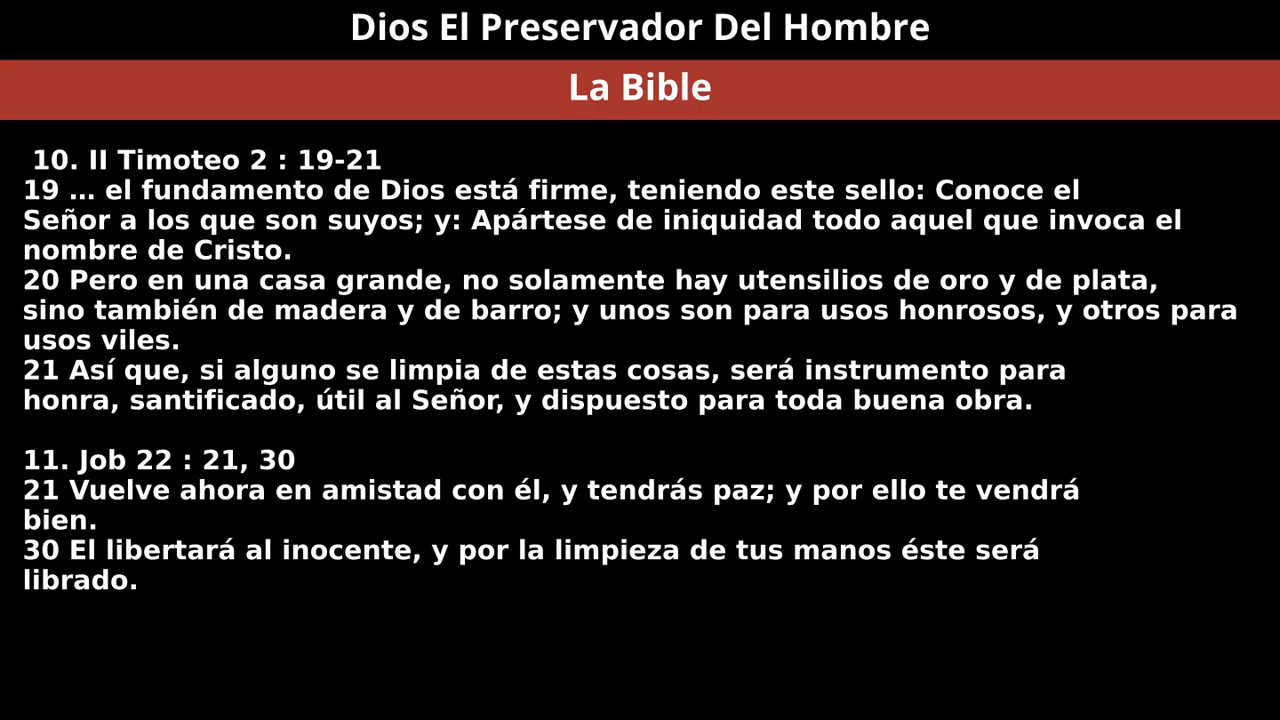 Dios El Preservador Del Hombre
La Bible
10. II Timoteo 2 : 19-21
19 … el fundamento de Dios está firme, teniendo este sello: Conoce el
Señor a los que son suyos; y: Apártese de iniquidad todo aquel que invoca el
nombre de Cristo.
20 Pero en una casa grande, no solamente hay utensilios de oro y de plata,
sino también de madera y de barro; y unos son para usos honrosos, y otros para
usos viles.
21 Así que, si alguno se limpia de estas cosas, será instrumento para
honra, santificado, útil al Señor, y dispuesto para toda buena obra.
11. Job 22 : 21, 30
21 Vuelve ahora en amistad con él, y tendrás paz; y por ello te vendrá
bien.
30 El libertará al inocente, y por la limpieza de tus manos éste será
librado.